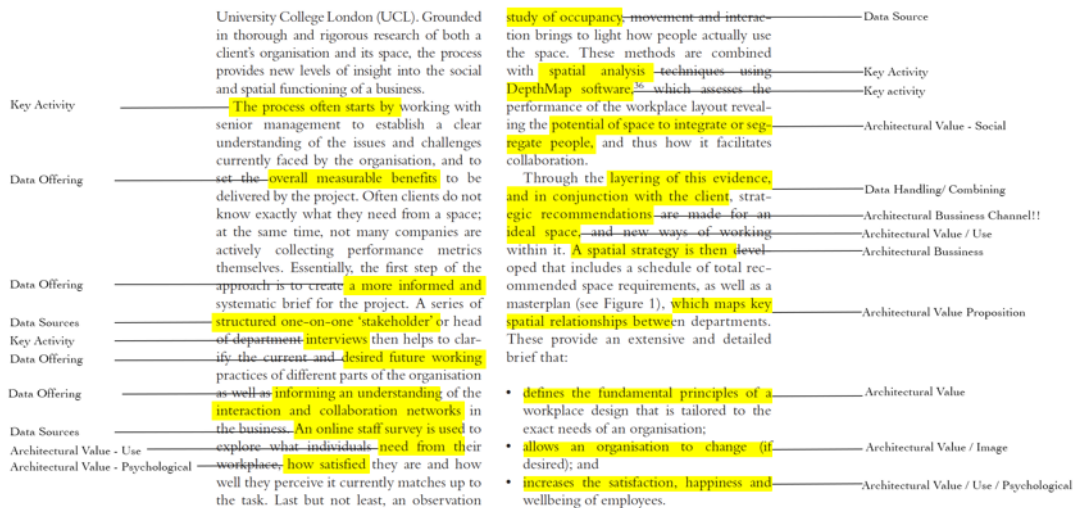 University College London (UCL). Grounded
in thorough and rigorous research of both a
client's organisation and its space, the process
provides new levels of insight into the social
and spatial functioning of a business.
Key Activity
The process often starts by working with
senior management to establish a clear
understanding of the issues and challenges
currently faced by the organisation, and to
Data Offering
set the overall measurable benefits to be
delivered by the project. Often clients do not
know exactly what they need from a space;
at the same time, not many companies are
actively collecting performance metrics
themselves. Essentially, the first step of the
Data Offering
approach is to create a more informed and
systematic brief for the project. A series of
Data Sources
structured one-on-one 'stakeholder' or head
Key Activity
of department interviews then helps to clar-
Data Offering
ify the current and desired future working
practices of different parts of the organisation
Data Offering
as well as informing an understanding of the
interaction and collaboration networks in
Data Sources
the business. An online staff survey is used to
Architectural Value - Use
explore what individuals need from their
Architectural Value - Psychological
workplace, how satisfied they are and how
well they perceive it currently matches up to
the task. Last but not least, an observation
study of occupancy, movement and interac-
Data Source
tion brings to light how people actually use
the space. These methods are combined
with spatial analysis techniques using
Key Activity
DepthMap software,36 which assesses the
Key activity
performance of the workplace layout reveal-
ing the potential of space to integrate or seg-
Architectural Value - Social
regate people, and thus how it facilitates
collaboration.
Through the layering of this evidence,
Data Handling/ Combining
and in conjunction with the client, strat-
egic recommendations are made for an
Architectural Bussiness Channel!!
ideal space, and new ways of working
Architectural Value / Use
within it. A spatial strategy is then devel
Architectural Bussiness
oped that includes a schedule of total rec-
ommended space requirements, as well as a
masterplan (see Figure 1), which maps key
Architectural Value Proposition
spatial relationships between departments.
These provide an extensive and detailed
brief that:
• defines the fundamental principles of a
Architectural Value
workplace design that is tailored to the
exact needs of an organisation;
• allows an organisation to change (if
Architectural Value / Image
desired); and
• increases the satisfaction, happiness and
Architectural Value / Use / Psychological
wellbeing of employees.